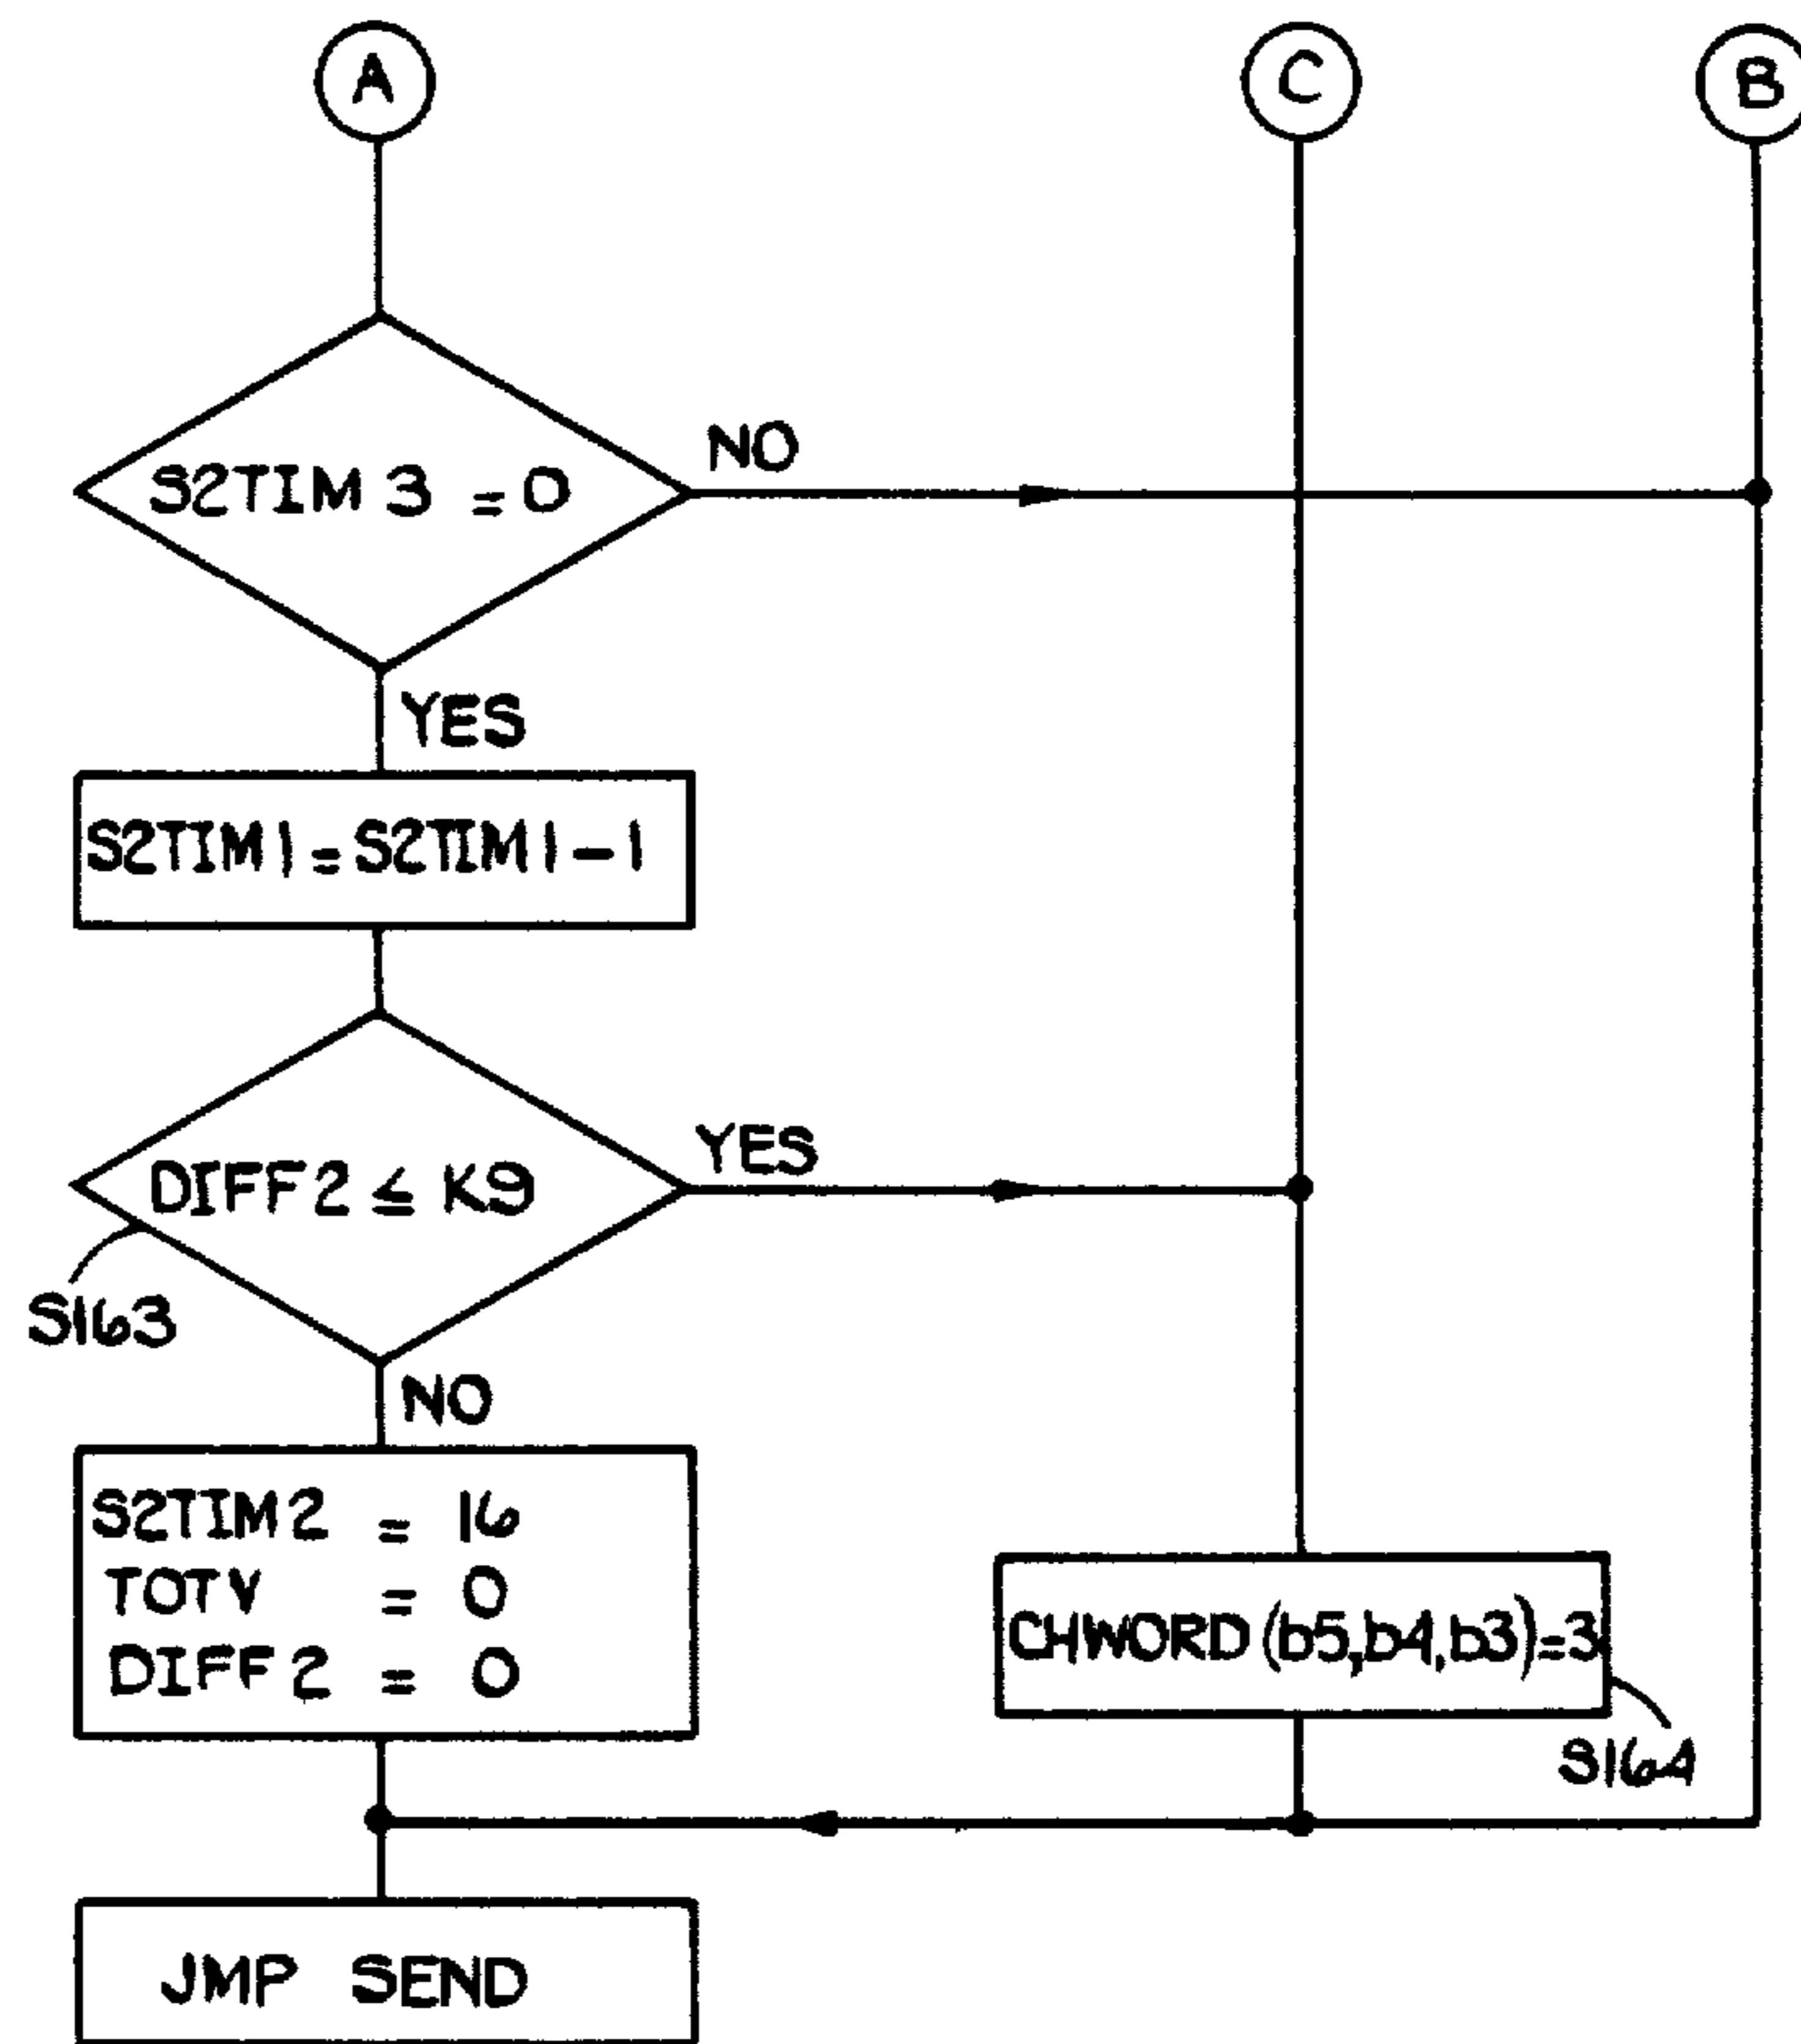 A C B
S2TIM 3 = 0
NO
YES
S2TIM1 = S2TIM1 - 1
DIFF2 ≤ K9
YES
S163
NO
S2TIM2 = 16
TOTV = 0
DIFF2 = 0
CHWORD (b5,b4,b3)=3
S164
JMP SEND